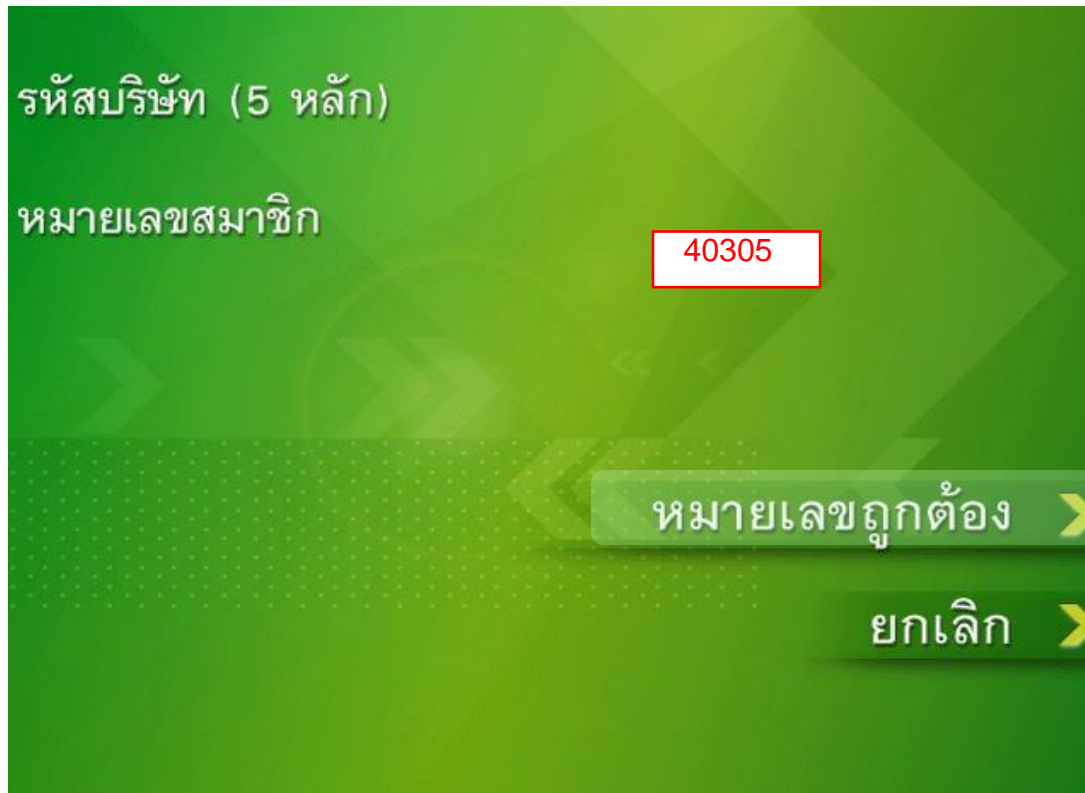 รหัสบริษัท (5 หลัก)
หมายเลขสมาชิก
40305
หมายเลขถูกต้อง
ยกเลิก